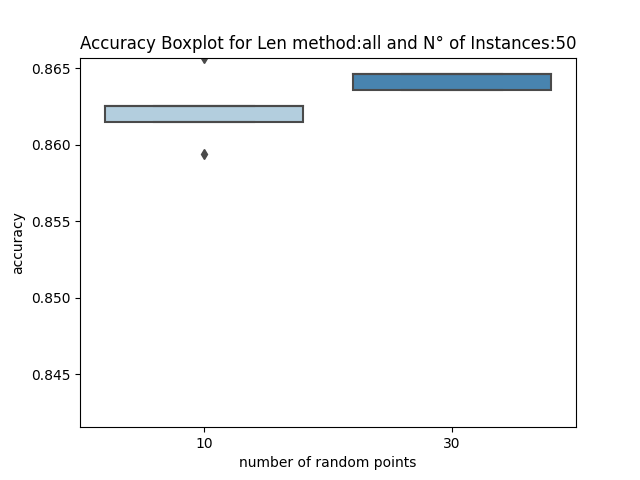 Accuracy Boxplot for Len method:all and N° of Instances:50
0.865
0.860
0.855
0.850
0.845
accuracy
10
30
number of random points